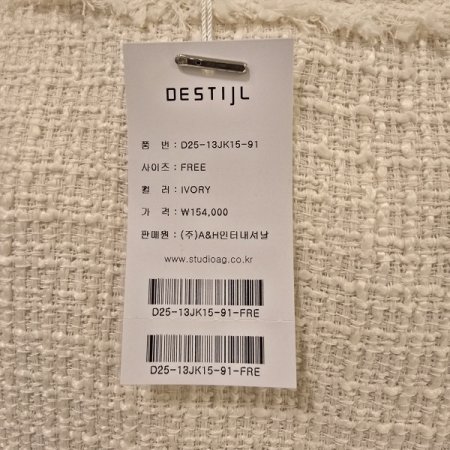 DESTIJL
품 번 : D25-13JK15-91
사이즈 : FREE
컬 러 : IVORY
가 격 : ₩154,000
판매원 : (주)A&H인터내셔날
www.studioag.co.kr
D25-13JK15-91-FRE
D25-13JK15-91-FRE